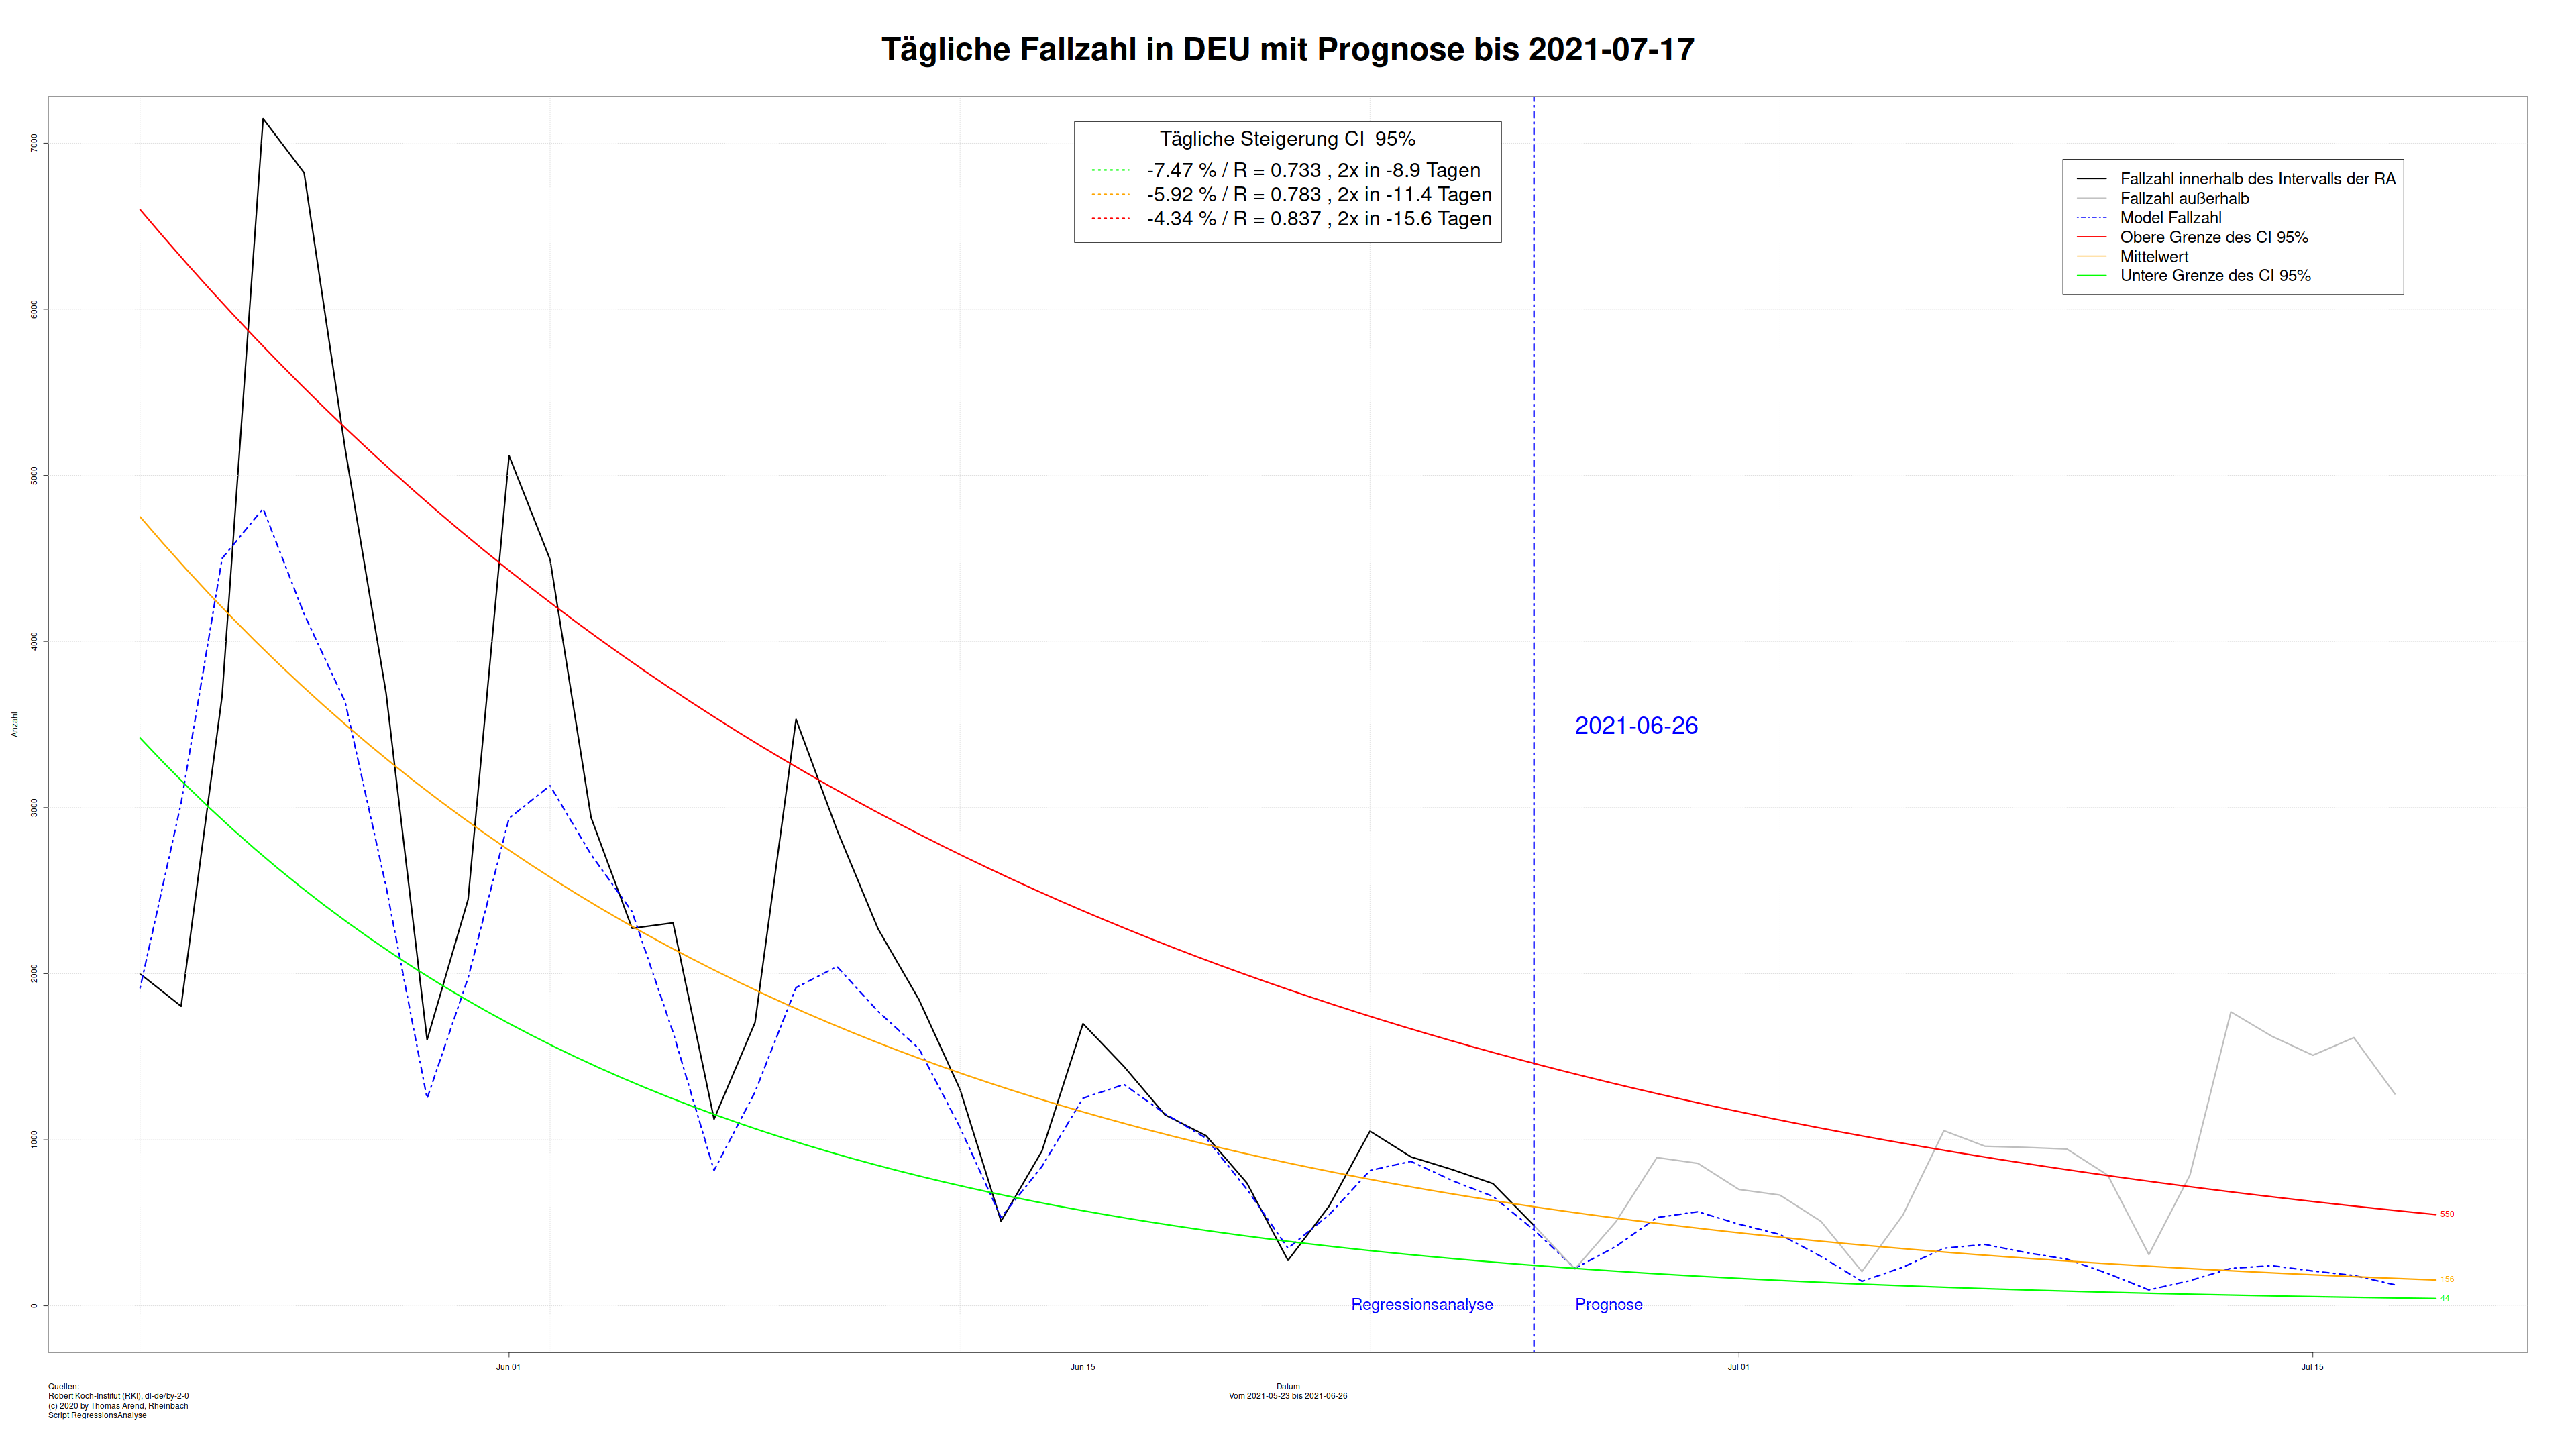 Tägliche Fallzahl in DEU mit Prognose bis 2021-07-17
Tägliche Steigerung CI  95%
-7.47 % / R = 0.733 , 2x in -8.9 Tagen
-5.92 % / R = 0.783 , 2x in -11.4 Tagen
-4.34 % / R = 0.837 , 2x in -15.6 Tagen
Fallzahl innerhalb des Intervalls der RA
Fallzahl außerhalb
Model Fallzahl
Obere Grenze des CI 95%
Mittelwert
Untere Grenze des CI 95%
7000
6000
5000
4000
3000
2000
1000
0
Anzahl
2021-06-26
550
156
44
Regressionsanalyse
Prognose
Jun 01
Jun 15
Jul 01
Jul 15
Datum
Vom 2021-05-23 bis 2021-06-26
Quellen:
Robert Koch-Institut (RKI), dl-de/by-2-0
(c) 2020 by Thomas Arend, Rheinbach
Script RegressionsAnalyse